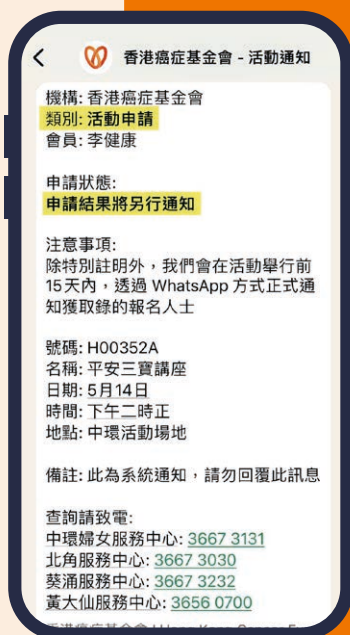 香港癌症基金會 - 活動通知
機構: 香港癌症基金會
類別: 活動申請
會員: 李健康
申請狀態:
申請結果將另行通知
注意事項:
除特別註明外，我們會在活動舉行前
15天內，透過 WhatsApp 方式正式通
知獲取錄的報名人士
號碼: H00352A
名稱: 平安三寶講座
日期: 5月14日
時間: 下午二時正
地點: 中環活動場地
備註: 此為系統通知，請勿回覆此訊息
查詢請致電:
中環婦女服務中心: 3667 3131
北角服務中心: 3667 3030
葵涌服務中心: 3667 3232
黃大仙服務中心: 3656 0700